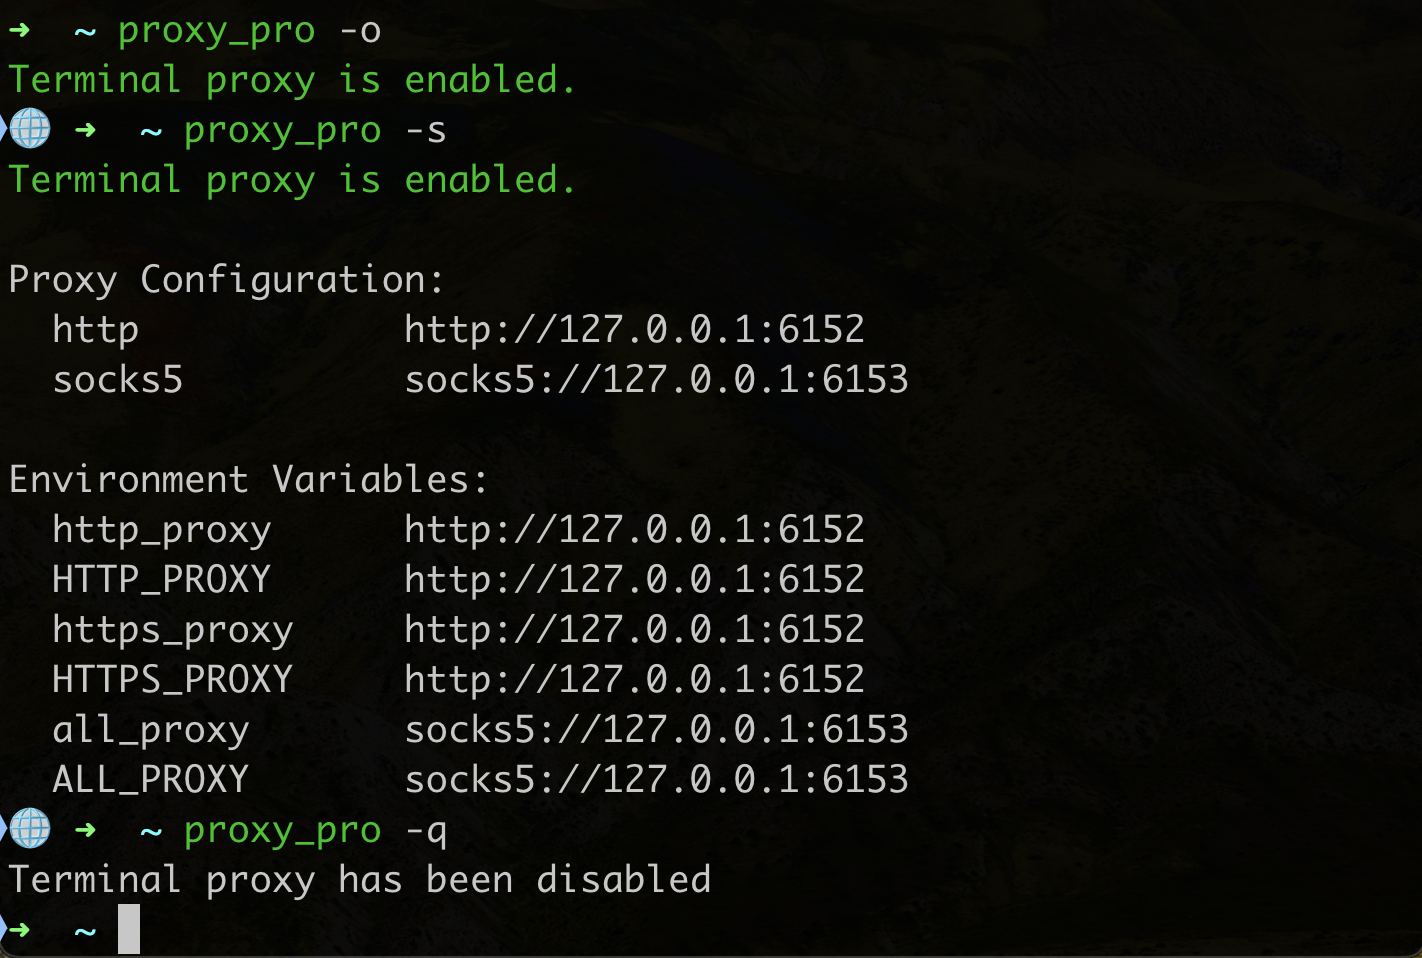 ➜  ~ proxy_pro -o
Terminal proxy is enabled.
🌐 ➜  ~ proxy_pro -s
Terminal proxy is enabled.

Proxy Configuration:
  http            http://127.0.0.1:6152
  socks5          socks5://127.0.0.1:6153

Environment Variables:
  http_proxy      http://127.0.0.1:6152
  HTTP_PROXY      http://127.0.0.1:6152
  https_proxy     http://127.0.0.1:6152
  HTTPS_PROXY     http://127.0.0.1:6152
  all_proxy       socks5://127.0.0.1:6153
  ALL_PROXY       socks5://127.0.0.1:6153
🌐 ➜  ~ proxy_pro -q
Terminal proxy has been disabled
➜  ~